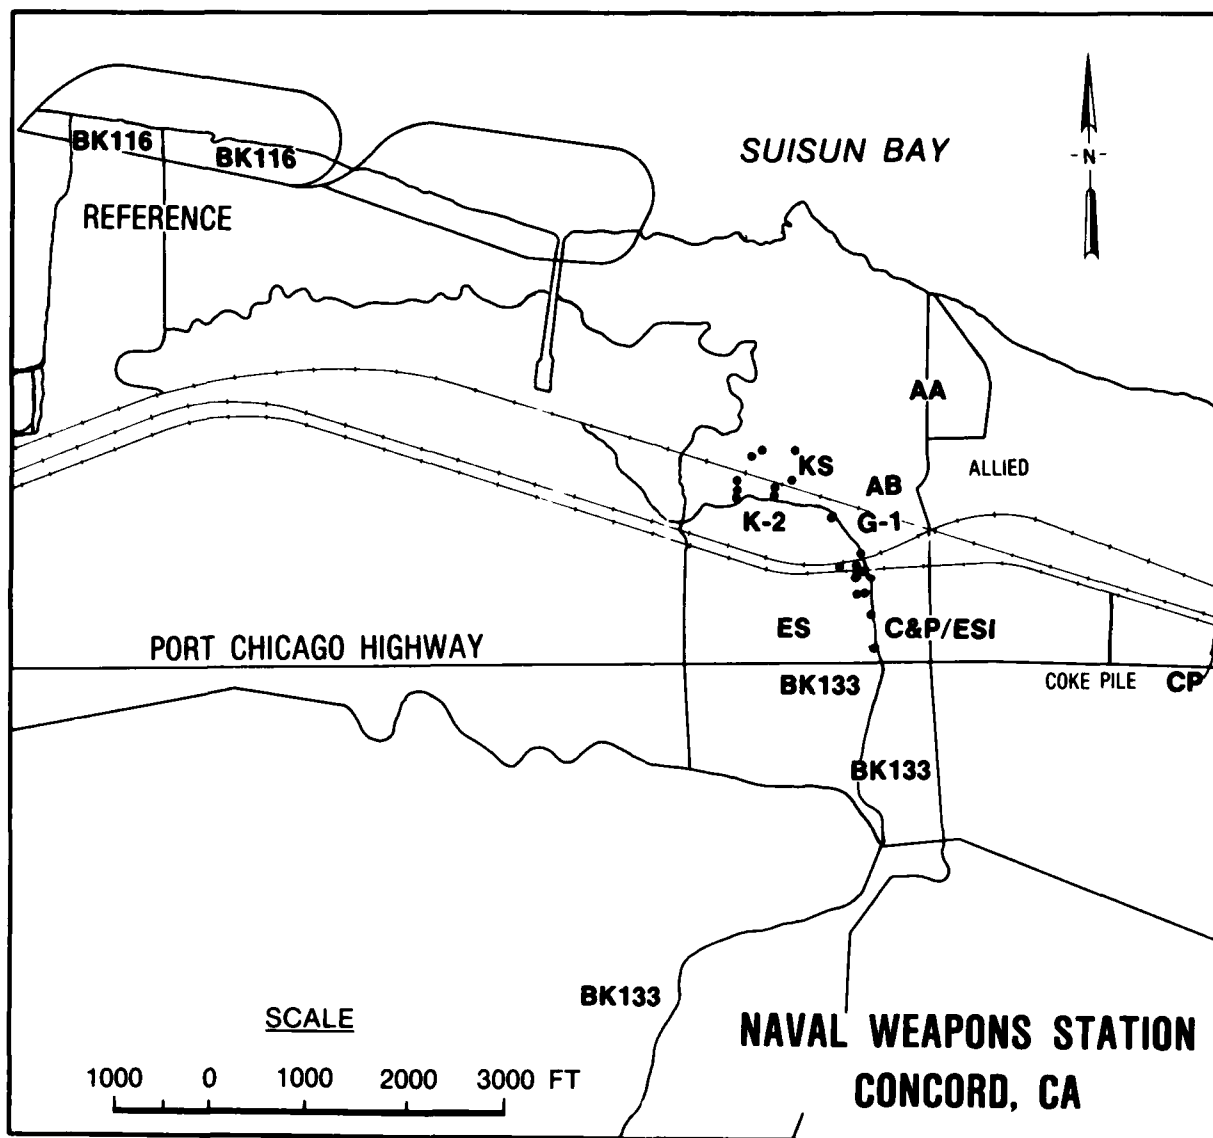 SUISUN BAY
BK116
BK116
-N-
REFERENCE
AA
KS
ALLIED
AB
K-2
G-1
ES
C&P/ESI
PORT CHICAGO HIGHWAY
BK133
COKE PILE
CP
BK133
BK133
SCALE
NAVAL WEAPONS STATION
CONCORD, CA
1000 0 1000 2000 3000 FT